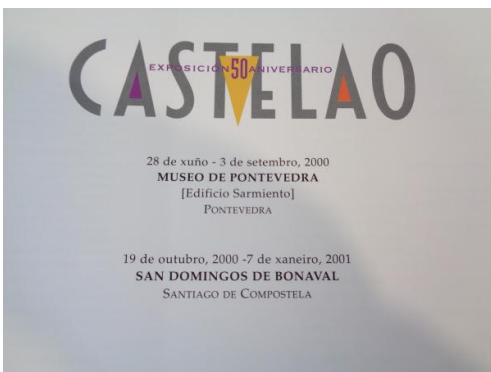 CASTELAO
EXPOSICIÓN 50 ANIVERSARIO
28 de xuño - 3 de setembro, 2000
MUSEO DE PONTEVEDRA
[Edificio Sarmiento]
PONTEVEDRA
19 de outubro, 2000 -7 de xaneiro, 2001
SAN DOMINGOS DE BONAVAL
SANTIAGO DE COMPOSTELA